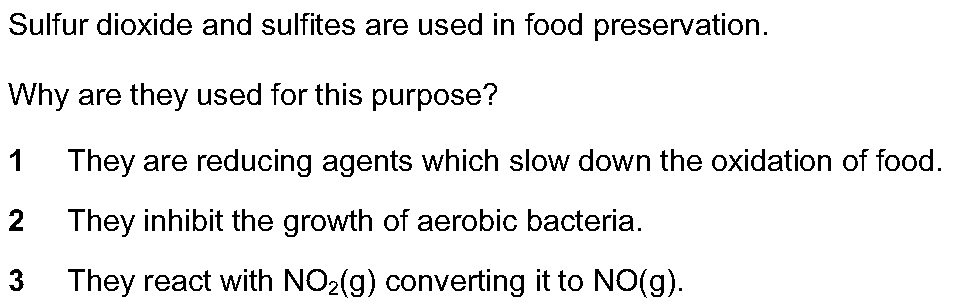 Sulfur dioxide and sulfites are used in food preservation.
Why are they used for this purpose?
1 They are reducing agents which slow down the oxidation of food.
2 They inhibit the growth of aerobic bacteria.
3 They react with NO₂(g) converting it to NO(g).